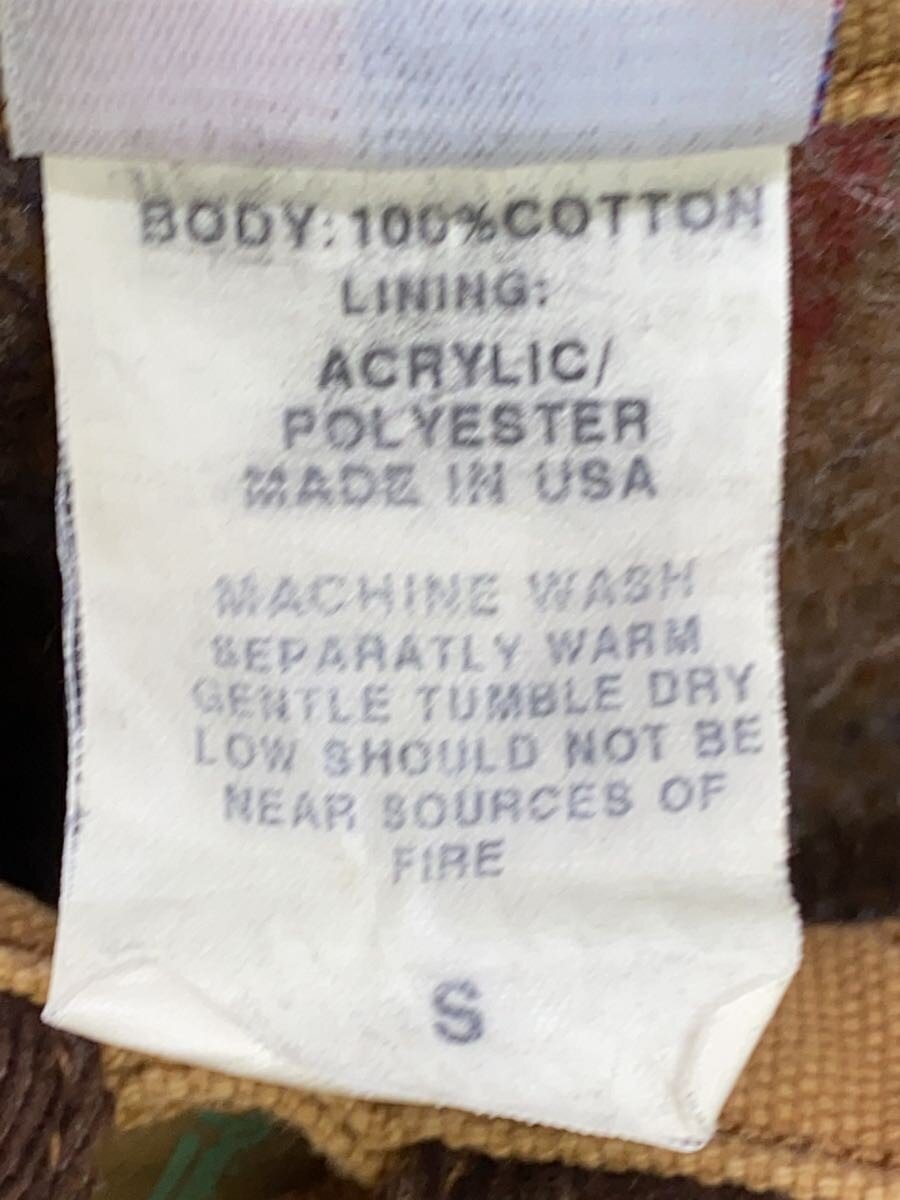 BODY: 100% COTTON
LINING:
ACRYLIC/
POLYESTER
MADE IN USA
MACHINE WASH
SEPARATLY WARM
GENTLE TUMBLE DRY
LOW SHOULD NOT BE
NEAR SOURCES OF
FIRE
S